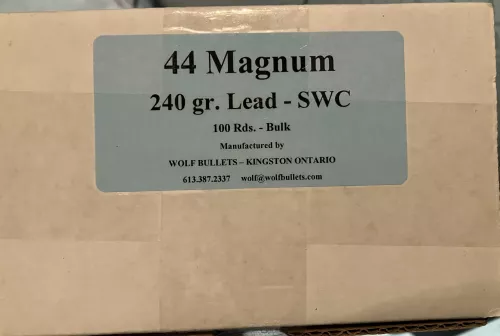 44 Magnum
240 gr. Lead - SWC
100 Rds. - Bulk
Manufactured by
WOLF BULLETS – KINGSTON ONTARIO
613.387.2337 wolf@wolfbullets.com